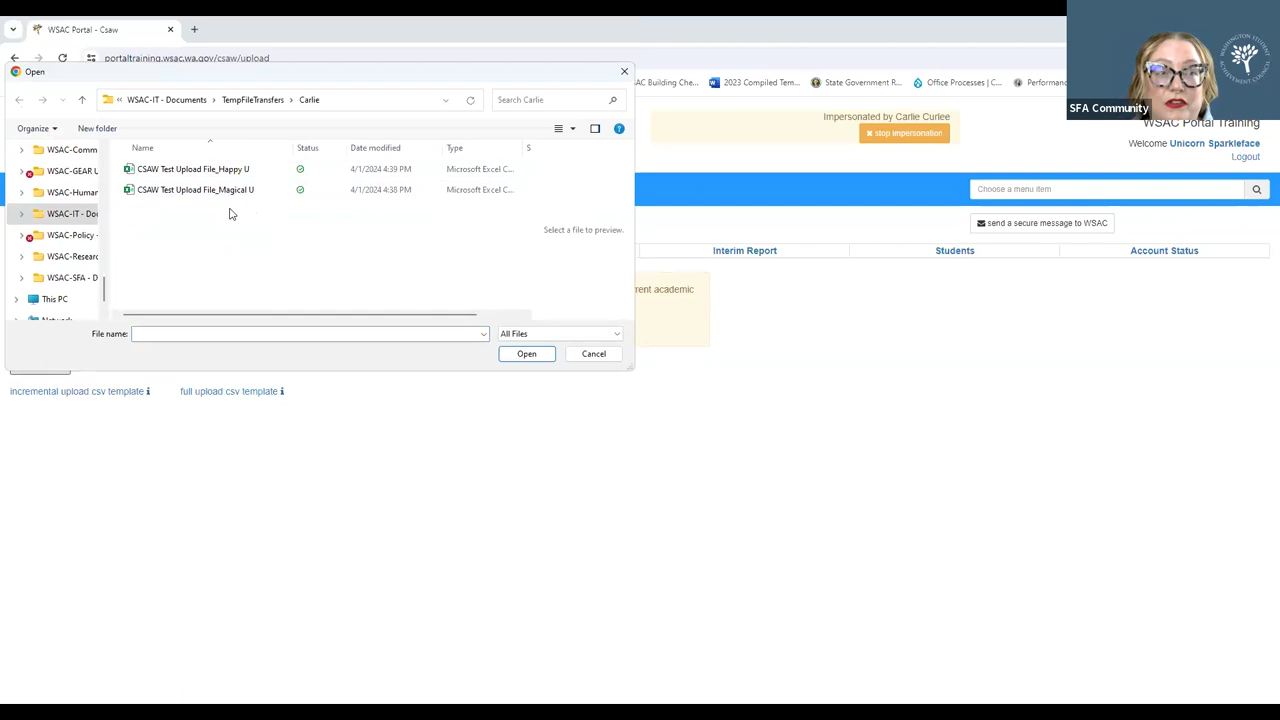 WSAC Portal - Csaw
portaltraining.wsac.wa.gov/csaw/upload
Open
WSAC-IT - Documents > TempFileTransfers > Carlie
Search Carlie
Organize
New folder
Name
Status
Date modified
Type
S
WSAC-Comm
WSAC-GEAR U
WSAC-Human
WSAC-IT - Doc
WSAC-Policy -
WSAC-Researc
WSAC-SFA - D
This PC
CSAW Test Upload File_Happy U
4/1/2024 4:39 PM
Microsoft Excel C...
CSAW Test Upload File_Magical U
4/1/2024 4:38 PM
Microsoft Excel C...
Select a file to preview.
File name:
All Files
Open
Cancel
AC Building Che...
2023 Compiled Tem...
State Government R...
Office Processes | C...
Performanc
SFA Community
WASHINGTON STUDENT ACHIEVEMENT COUNCIL
Impersonated by Carlie Curlee
stop impersonation
WSAC Portal Training
Welcome Unicorn Sparkleface
Logout
Choose a menu item
send a secure message to WSAC
Interim Report
Students
Account Status
rent academic
incremental upload csv template
full upload csv template